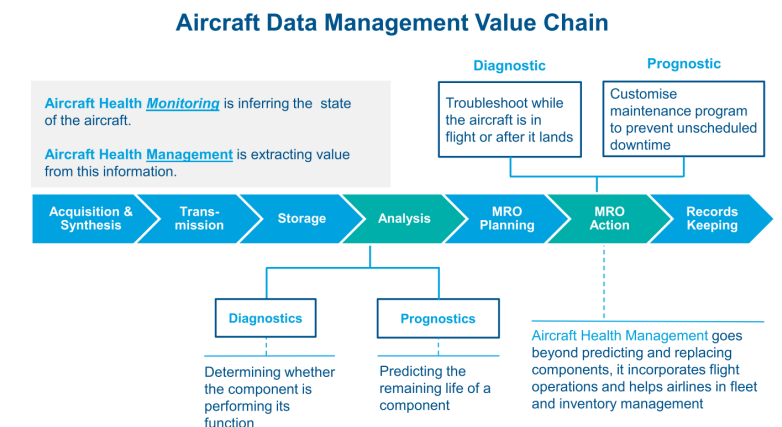 Aircraft Data Management Value Chain
Diagnostic
Prognostic
Aircraft Health Monitoring is inferring the state
of the aircraft.
Aircraft Health Management is extracting value
from this information.
Troubleshoot while
the aircraft is in
flight or after it lands
Customise
maintenance program
to prevent unscheduled
downtime
Acquisition &
Synthesis
Trans-
mission
Storage
Analysis
MRO
Planning
MRO
Action
Records
Keeping
Diagnostics
Prognostics
Determining whether
the component is
performing its
function
Predicting the
remaining life of a
component
Aircraft Health Management goes
beyond predicting and replacing
components, it incorporates flight
operations and helps airlines in fleet
and inventory management